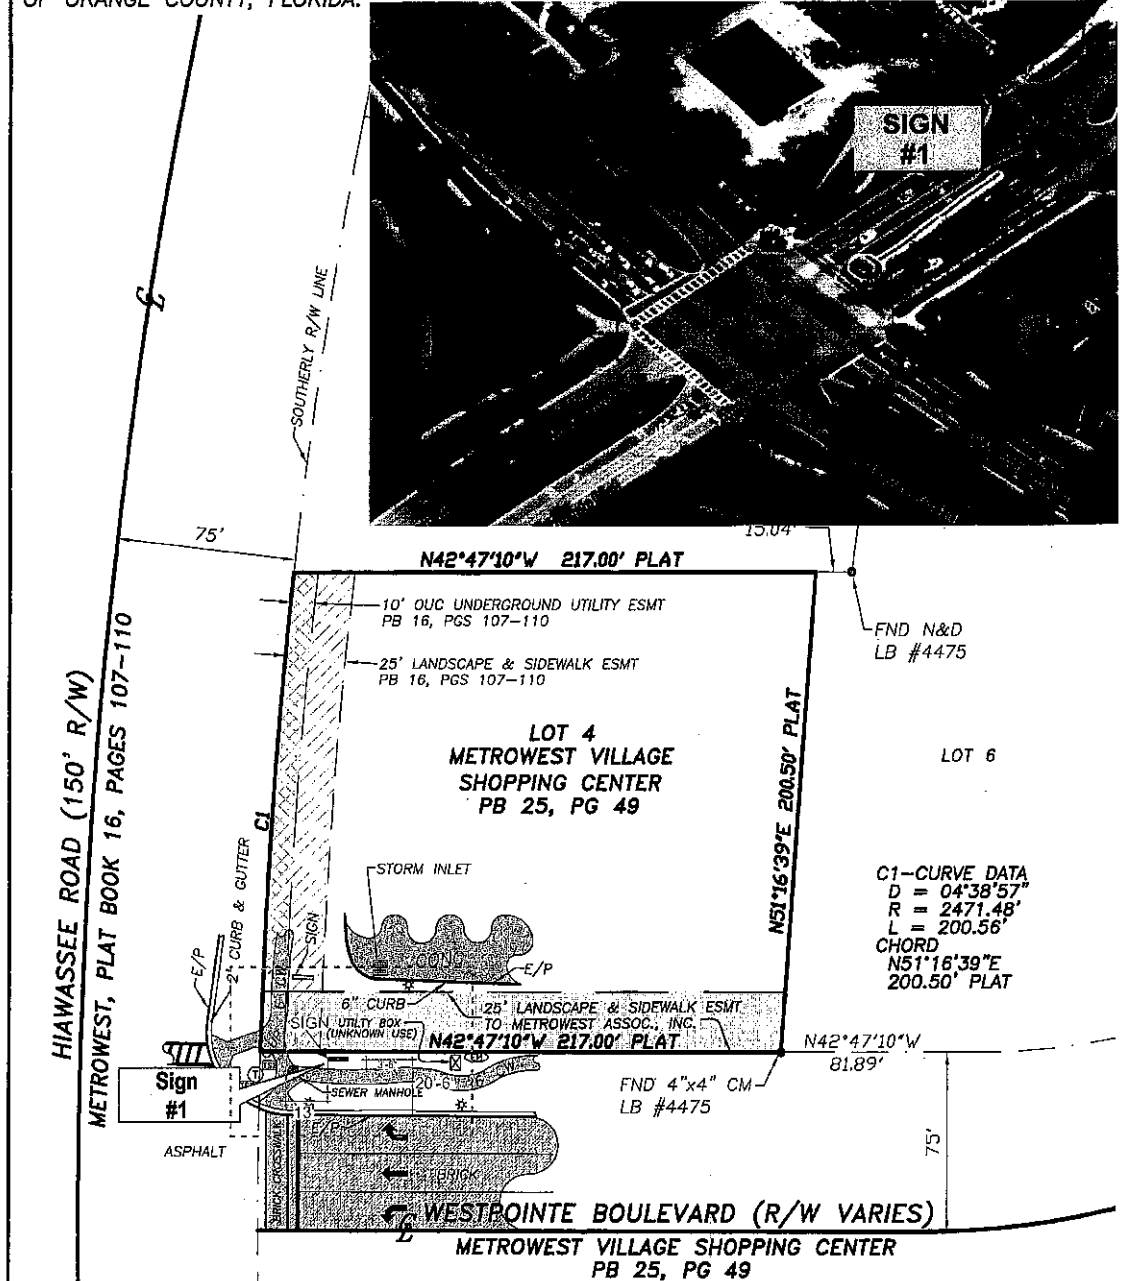 OF ORANGE COUNTY, FLORIDA.
SIGN
#1
SOUTHERLY R/W LINE
75'
15.04'
N42°47'10"W 217.00' PLAT
10' OUC UNDERGROUND UTILITY ESMT
PB 16, PGS 107-110
FND N&D
LB #4475
25' LANDSCAPE & SIDEWALK ESMT
PB 16, PGS 107-110
HIAWASSEE ROAD (150' R/W)
METROWEST, PLAT BOOK 16, PAGES 107-110
LOT 4
METROWEST VILLAGE
SHOPPING CENTER
PB 25, PG 49
N51°16'39"E 200.50' PLAT
LOT 6
C1
2' CURB & GUTTER
E/P
STORM INLET
SIGN
CONC
E/P
C1-CURVE DATA
D = 04°38'57"
R = 2471.48'
L = 200.56'
CHORD
N51°16'39"E
200.50' PLAT
CW
6" CURB
25' LANDSCAPE & SIDEWALK ESMT
TO METROWEST ASSOC., INC.
SIGN
UTILITY BOX
(UNKNOWN USE)
N42°47'10"W 217.00' PLAT
N42°47'10"W
81.89'
Sign
#1
T
SEWER MANHOLE
20'-6"
CW
FND 4"x4" CM
LB #4475
13'
E/P
ASPHALT
BRICK CROSSWALK
BRICK
75'
WESTPOINTE BOULEVARD (R/W VARIES)
METROWEST VILLAGE SHOPPING CENTER
PB 25, PG 49